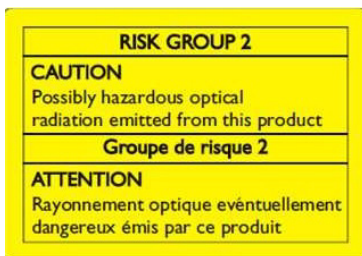 RISK GROUP 2
CAUTION
Possibly hazardous optical
radiation emitted from this product
Groupe de risque 2
ATTENTION
Rayonnement optique evéntuellement
dangereux émis par ce produit